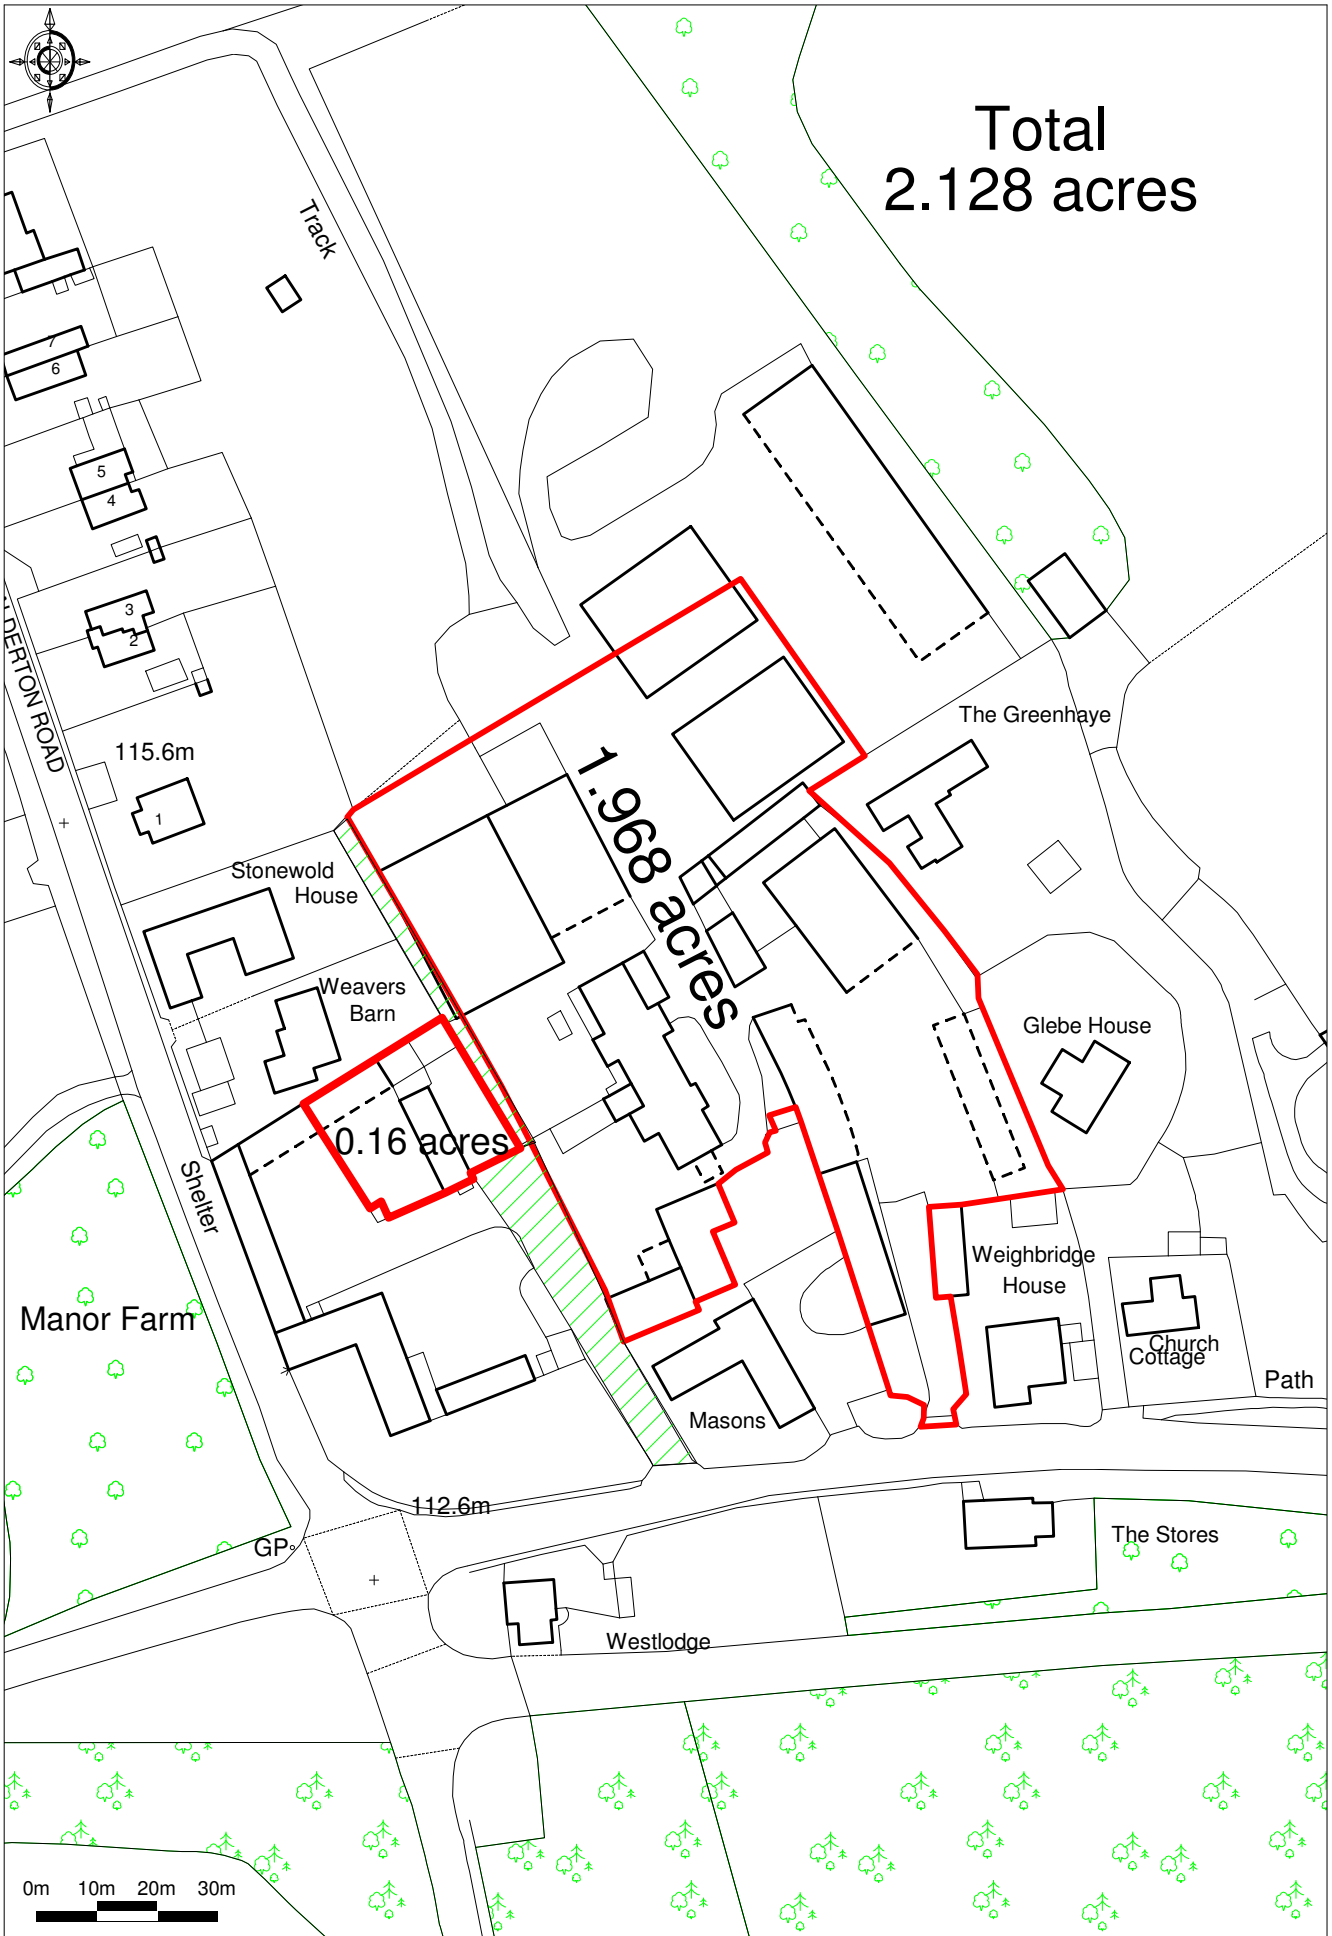 Total
2.128 acres
Track
7
6
5
4
3
2
115.6m
1
The Greenhaye
Stonewold
House
1.968 acres
Weavers
Barn
Glebe House
0.16 acres
Shelter
Weighbridge
House
Manor Farm
Church
Cottage
Path
Masons
112.6m
The Stores
GP
Westlodge
0m 10m 20m 30m